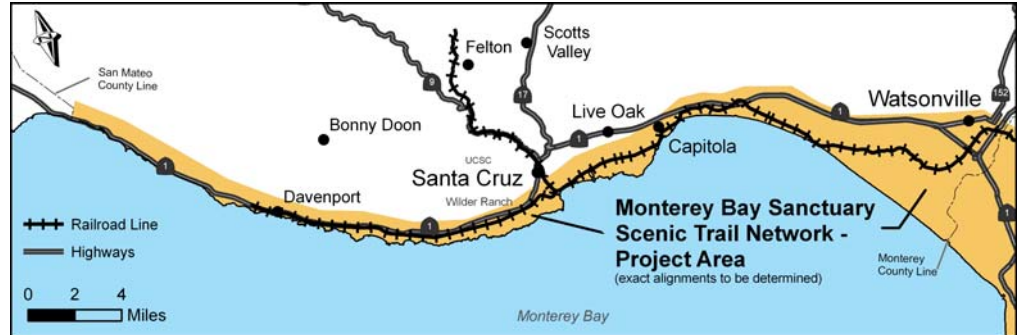 San Mateo
County Line
Felton
Scotts
Valley
9
17
152
1
Watsonville
Live Oak
1
Bonny Doon
UCSC
Capitola
1
Santa Cruz
Davenport
Wilder Ranch
1
Monterey Bay Sanctuary
Scenic Trail Network -
Project Area
(exact alignments to be determined)
1
Railroad Line
Highways
Monterey
County Line
0 2 4
Miles
Monterey Bay